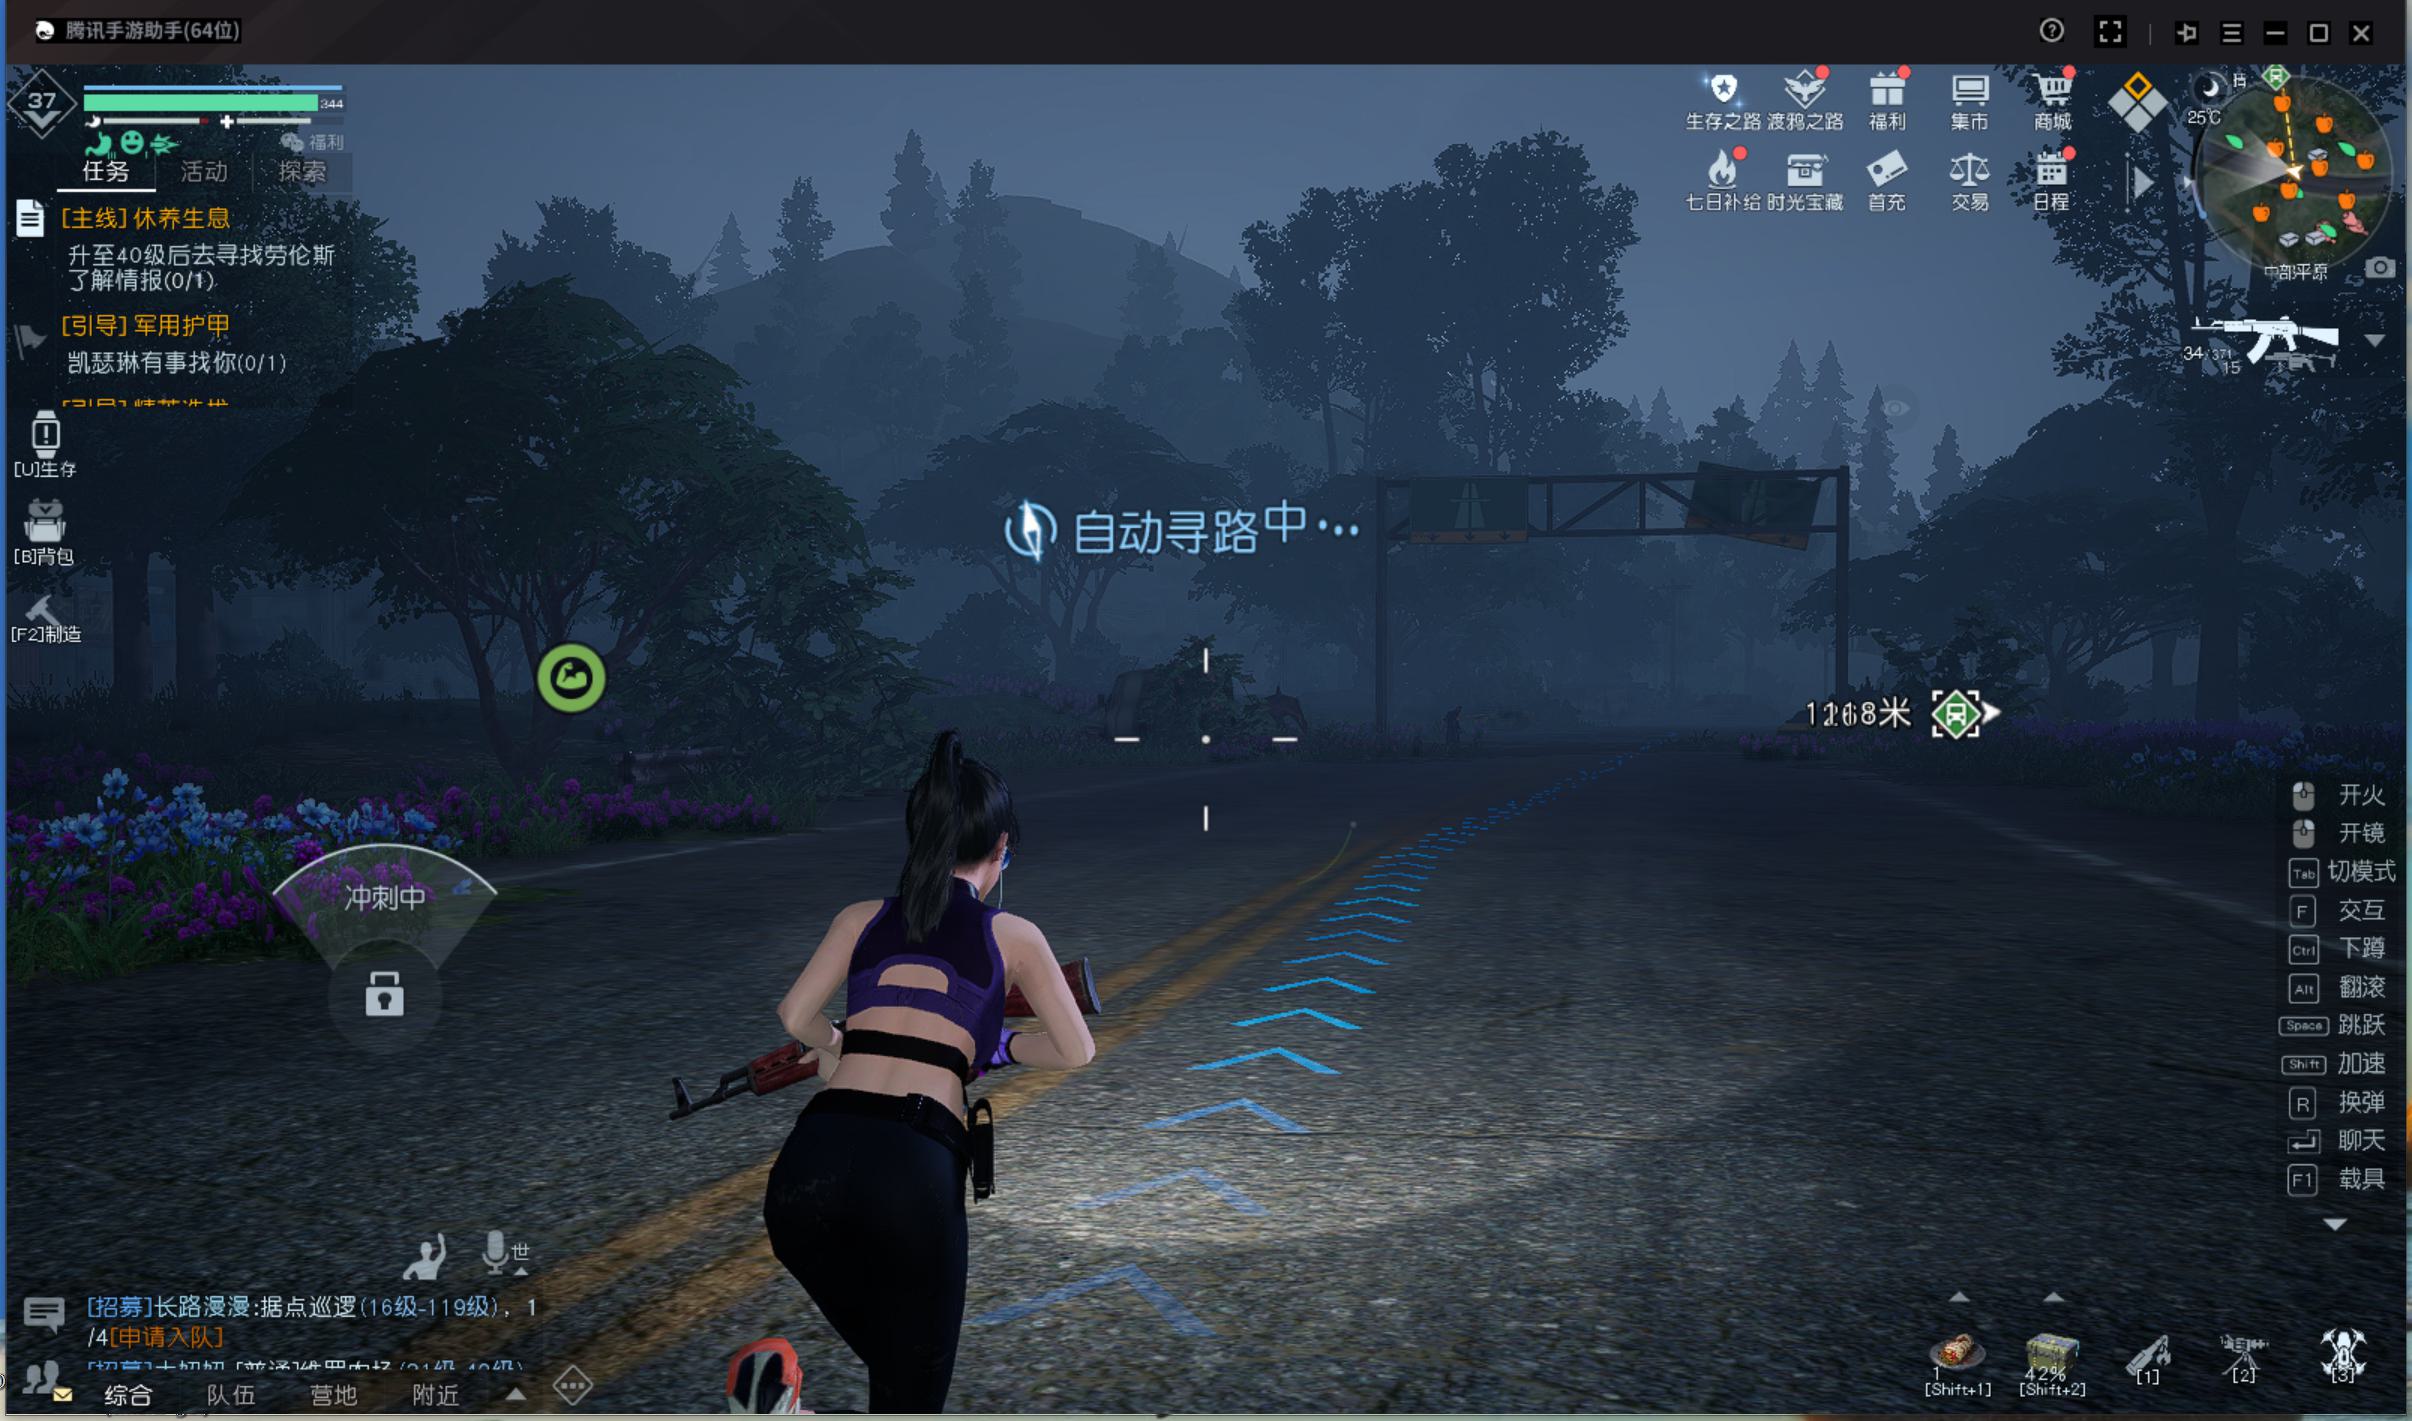 腾讯手游助手(64位)
37
344
福利
任务 活动 探索
[主线] 休养生息
升至40级后去寻找劳伦斯
了解情报(0/1)
[引导] 军用护甲
凯瑟琳有事找你(0/1)
[U]生存
[B]背包
[F2]制造
生存之路 渡鸦之路 福利 集市 商城
七日补给 时光宝藏 首充 交易 日程
25℃
中部平原
34/371
15
自动寻路中···
米
冲刺中
开火
开镜
Tab 切模式
F 交互
Ctrl 下蹲
Alt 翻滚
Space 跳跃
Shift 加速
R 换弹
聊天
F1 载具
世
[招募]长路漫漫:据点巡逻(16级-119级), 1
/4[申请入队]
综合 队伍 营地 附近
1 42%
[Shift+1] [Shift+2] [1] [2] [3]